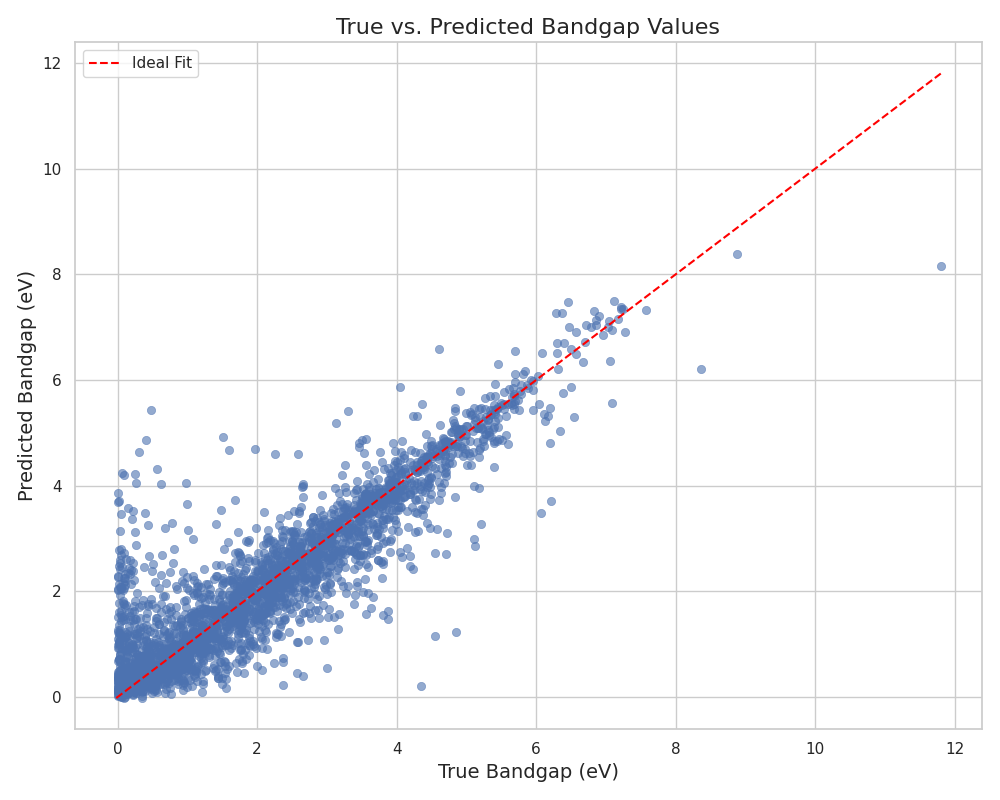 True vs. Predicted Bandgap Values
Ideal Fit
Predicted Bandgap (eV)
12
10
8
6
4
2
0
0 2 4 6 8 10 12
True Bandgap (eV)